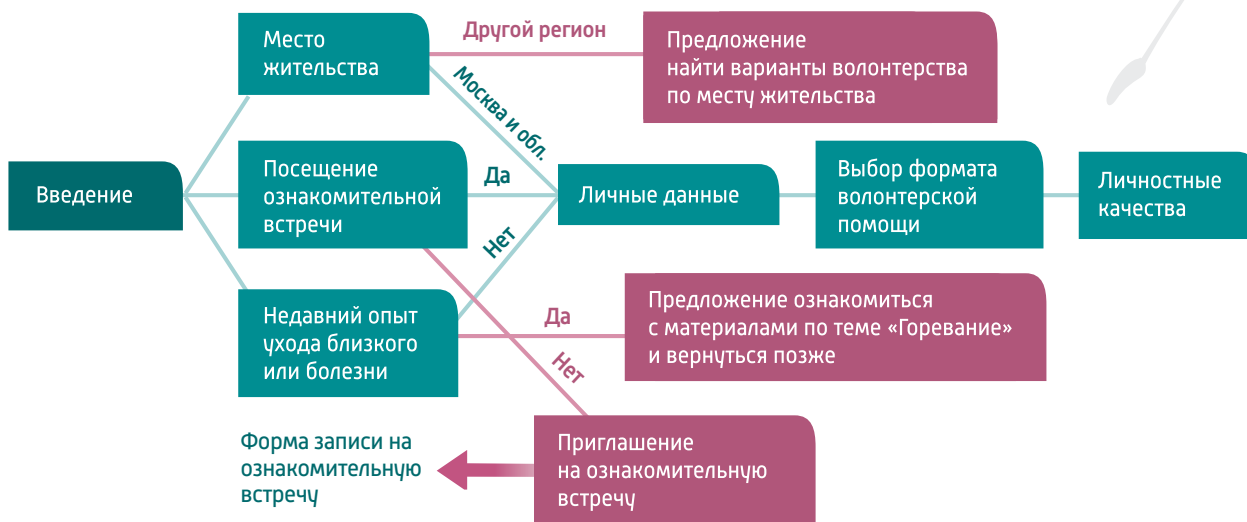 Введение
Место
жительства
Другой регион
Предложение
найти варианты волонтерства
по месту жительства
Москва и обл.
Посещение
ознакомительной
встречи
Да
Нет
Личные данные
Выбор формата
волонтерской
помощи
Личностные
качества
Недавний опыт
ухода близкого
или болезни
Да
Предложение ознакомиться
с материалами по теме «Горевание»
и вернуться позже
Нет
Форма записи на
ознакомительную
встречу
Приглашение
на ознакомительную
встречу